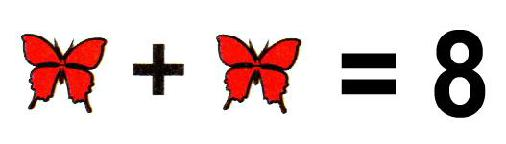 + = 8